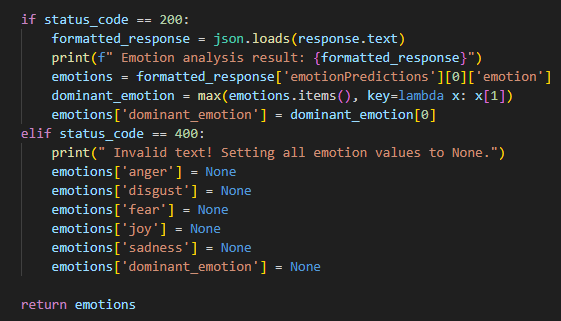 if status_code == 200:
    formatted_response = json.loads(response.text)
    print(f" Emotion analysis result: {formatted_response}")
    emotions = formatted_response['emotionPredictions'][0]['emotion']
    dominant_emotion = max(emotions.items(), key=lambda x: x[1])
    emotions['dominant_emotion'] = dominant_emotion[0]
elif status_code == 400:
    print(" Invalid text! Setting all emotion values to None.")
    emotions['anger'] = None
    emotions['disgust'] = None
    emotions['fear'] = None
    emotions['joy'] = None
    emotions['sadness'] = None
    emotions['dominant_emotion'] = None

return emotions